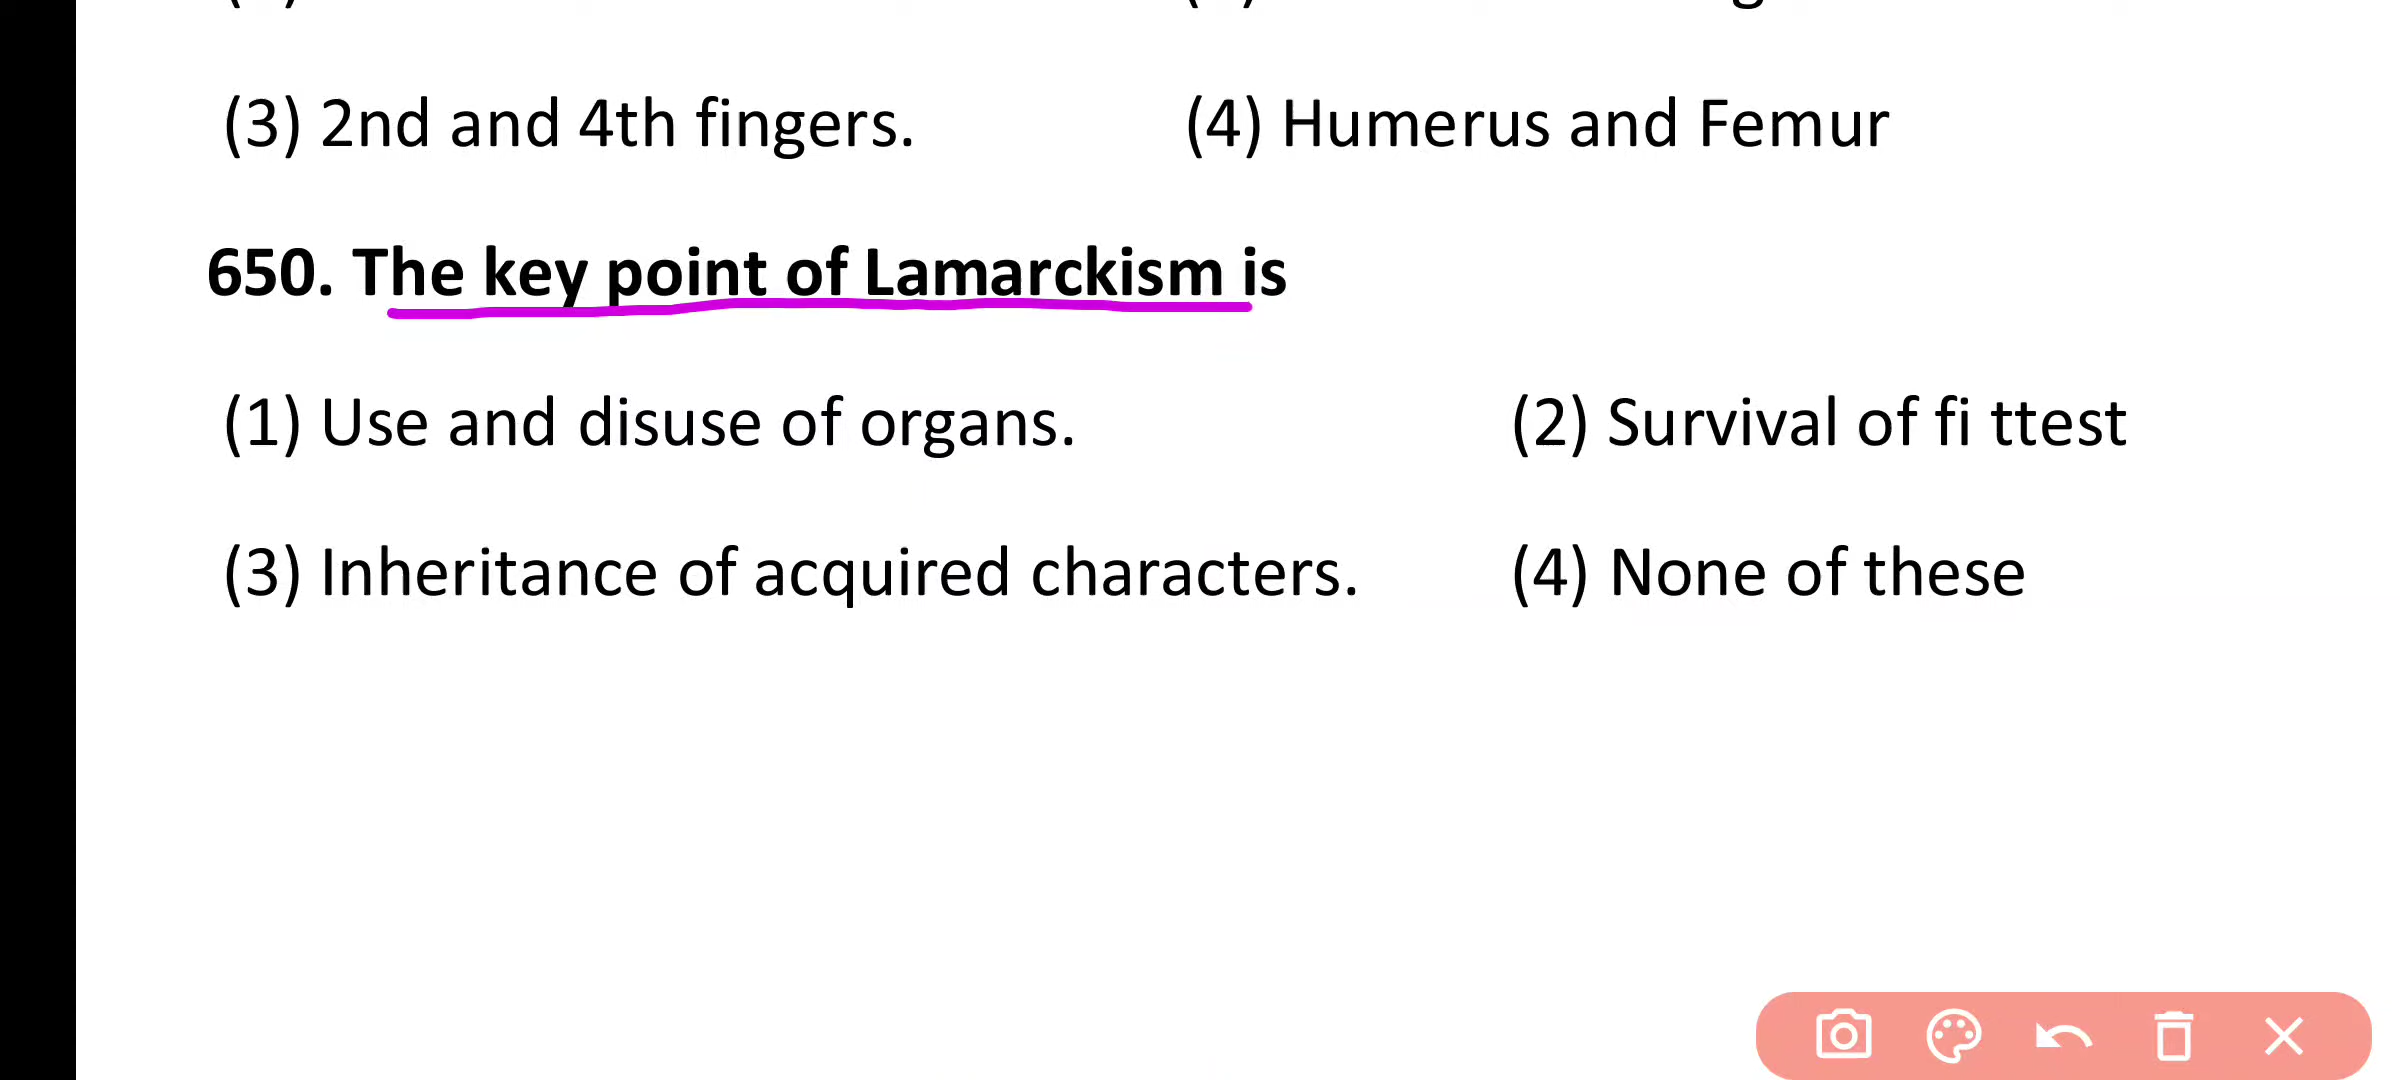 (3) 2nd and 4th fingers. (4) Humerus and Femur
650. The key point of Lamarckism is
(1) Use and disuse of organs. (2) Survival of fi ttest
(3) Inheritance of acquired characters. (4) None of these